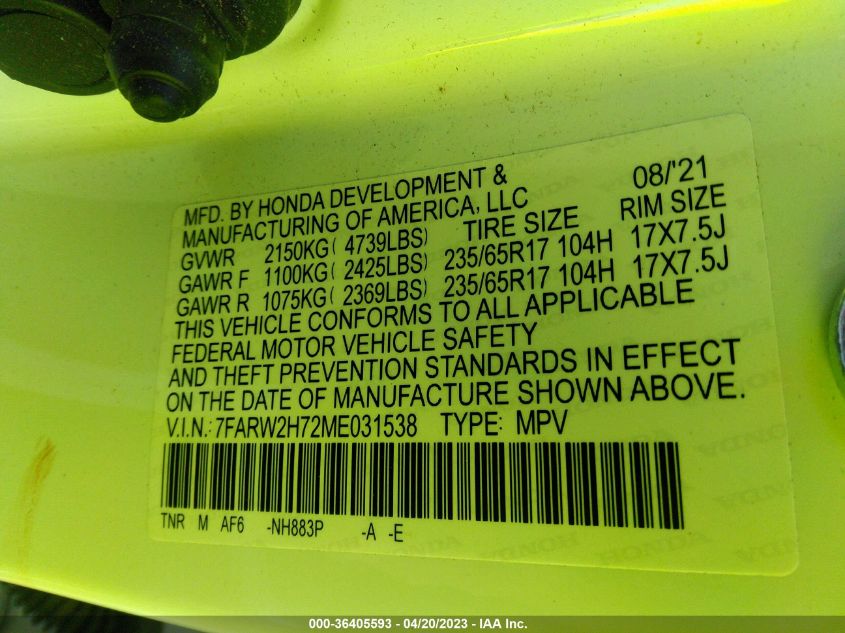 MFD. BY HONDA DEVELOPMENT & 08/'21
MANUFACTURING OF AMERICA, LLC
TIRE SIZE RIM SIZE
GVWR 2150KG( 4739LBS)
GAWR F 1100KG( 2425LBS) 235/65R17 104H 17X7.5J
GAWR R 1075KG( 2369LBS) 235/65R17 104H 17X7.5J
THIS VEHICLE CONFORMS TO ALL APPLICABLE
FEDERAL MOTOR VEHICLE SAFETY
AND THEFT PREVENTION STANDARDS IN EFFECT
ON THE DATE OF MANUFACTURE SHOWN ABOVE.
V.I.N.:7FARW2H72ME031538 TYPE: MPV
TNR M AF6 -NH883P -A -E
000-36405593 - 04/20/2023 - IAA Inc.